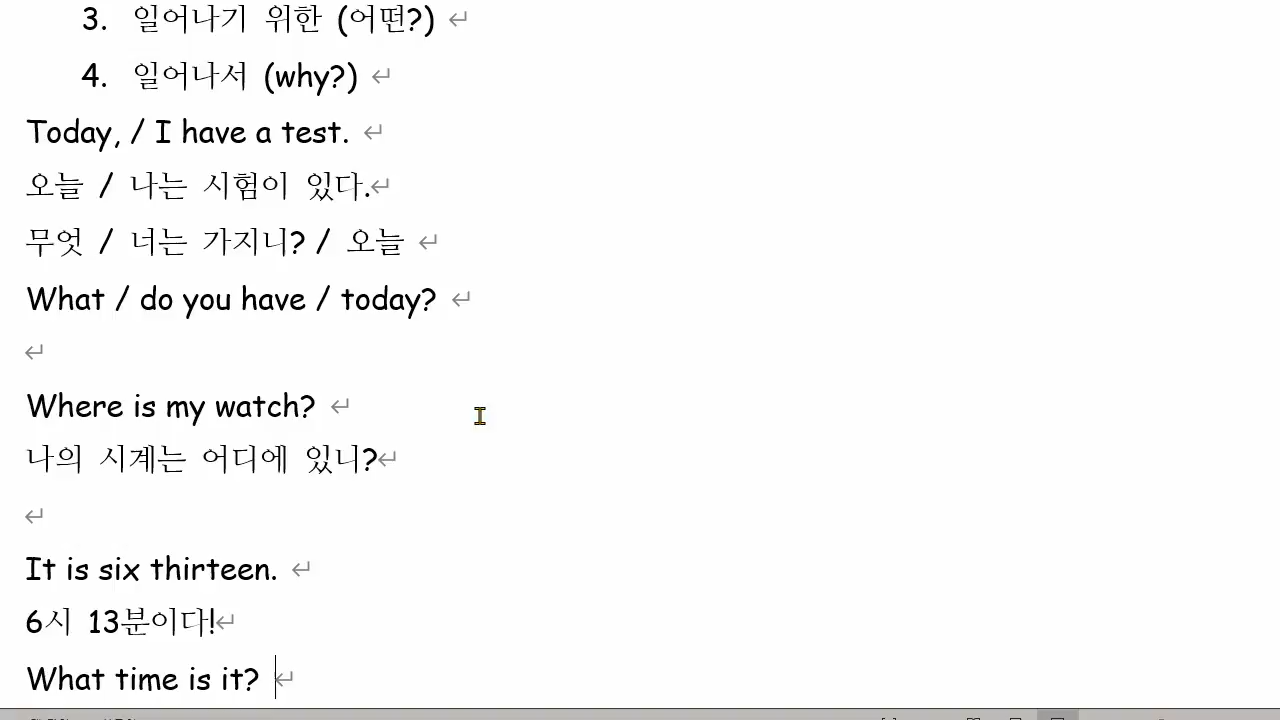 3. 일어나기 위한 (어떤?)
4. 일어나서 (why?)
Today, / I have a test.
오늘 / 나는 시험이 있다.
무엇 / 너는 가지니? / 오늘
What / do you have / today?
Where is my watch?
나의 시계는 어디에 있니?
It is six thirteen.
6시 13분이다!
What time is it?